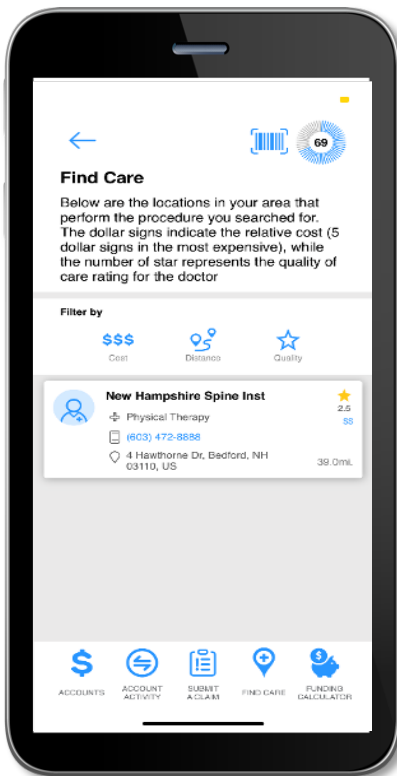 69
Find Care
Below are the locations in your area that
perform the procedure you searched for.
The dollar signs indicate the relative cost (5
dollar signs in the most expensive), while
the number of star represents the quality of
care rating for the doctor
Filter by
$$$
Cost
Distance
Quality
New Hampshire Spine Inst
2.5
Physical Therapy
$$
(603) 472-8888
4 Hawthorne Dr, Bedford, NH
03110, US
39.0mi.
$
ACCOUNTS
ACCOUNT
ACTIVITY
SUBMIT
A CLAIM
FIND CARE
$
FUNDING
CALCULATOR